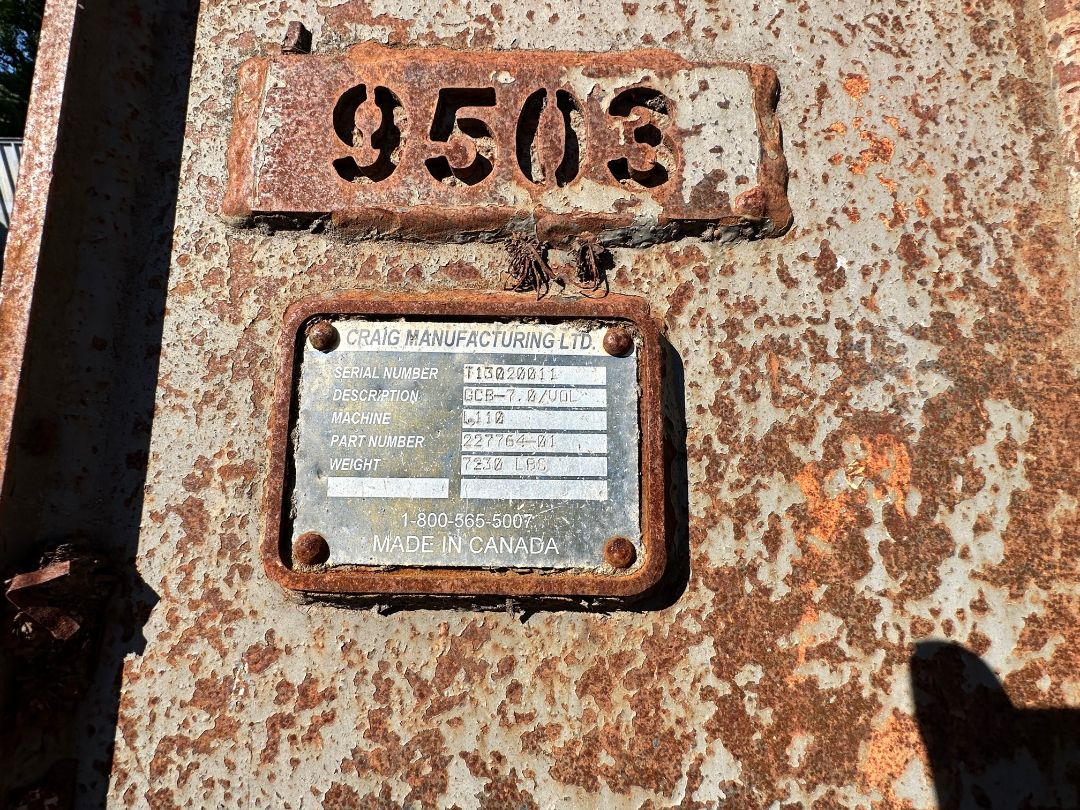 9503
CRAIG MANUFACTURING LTD.
SERIAL NUMBER T13020011
DESCRIPTION GCB-7.0/VOL
MACHINE L110
PART NUMBER 227764-01
WEIGHT 7230 LBS
1-800-565-5007
MADE IN CANADA